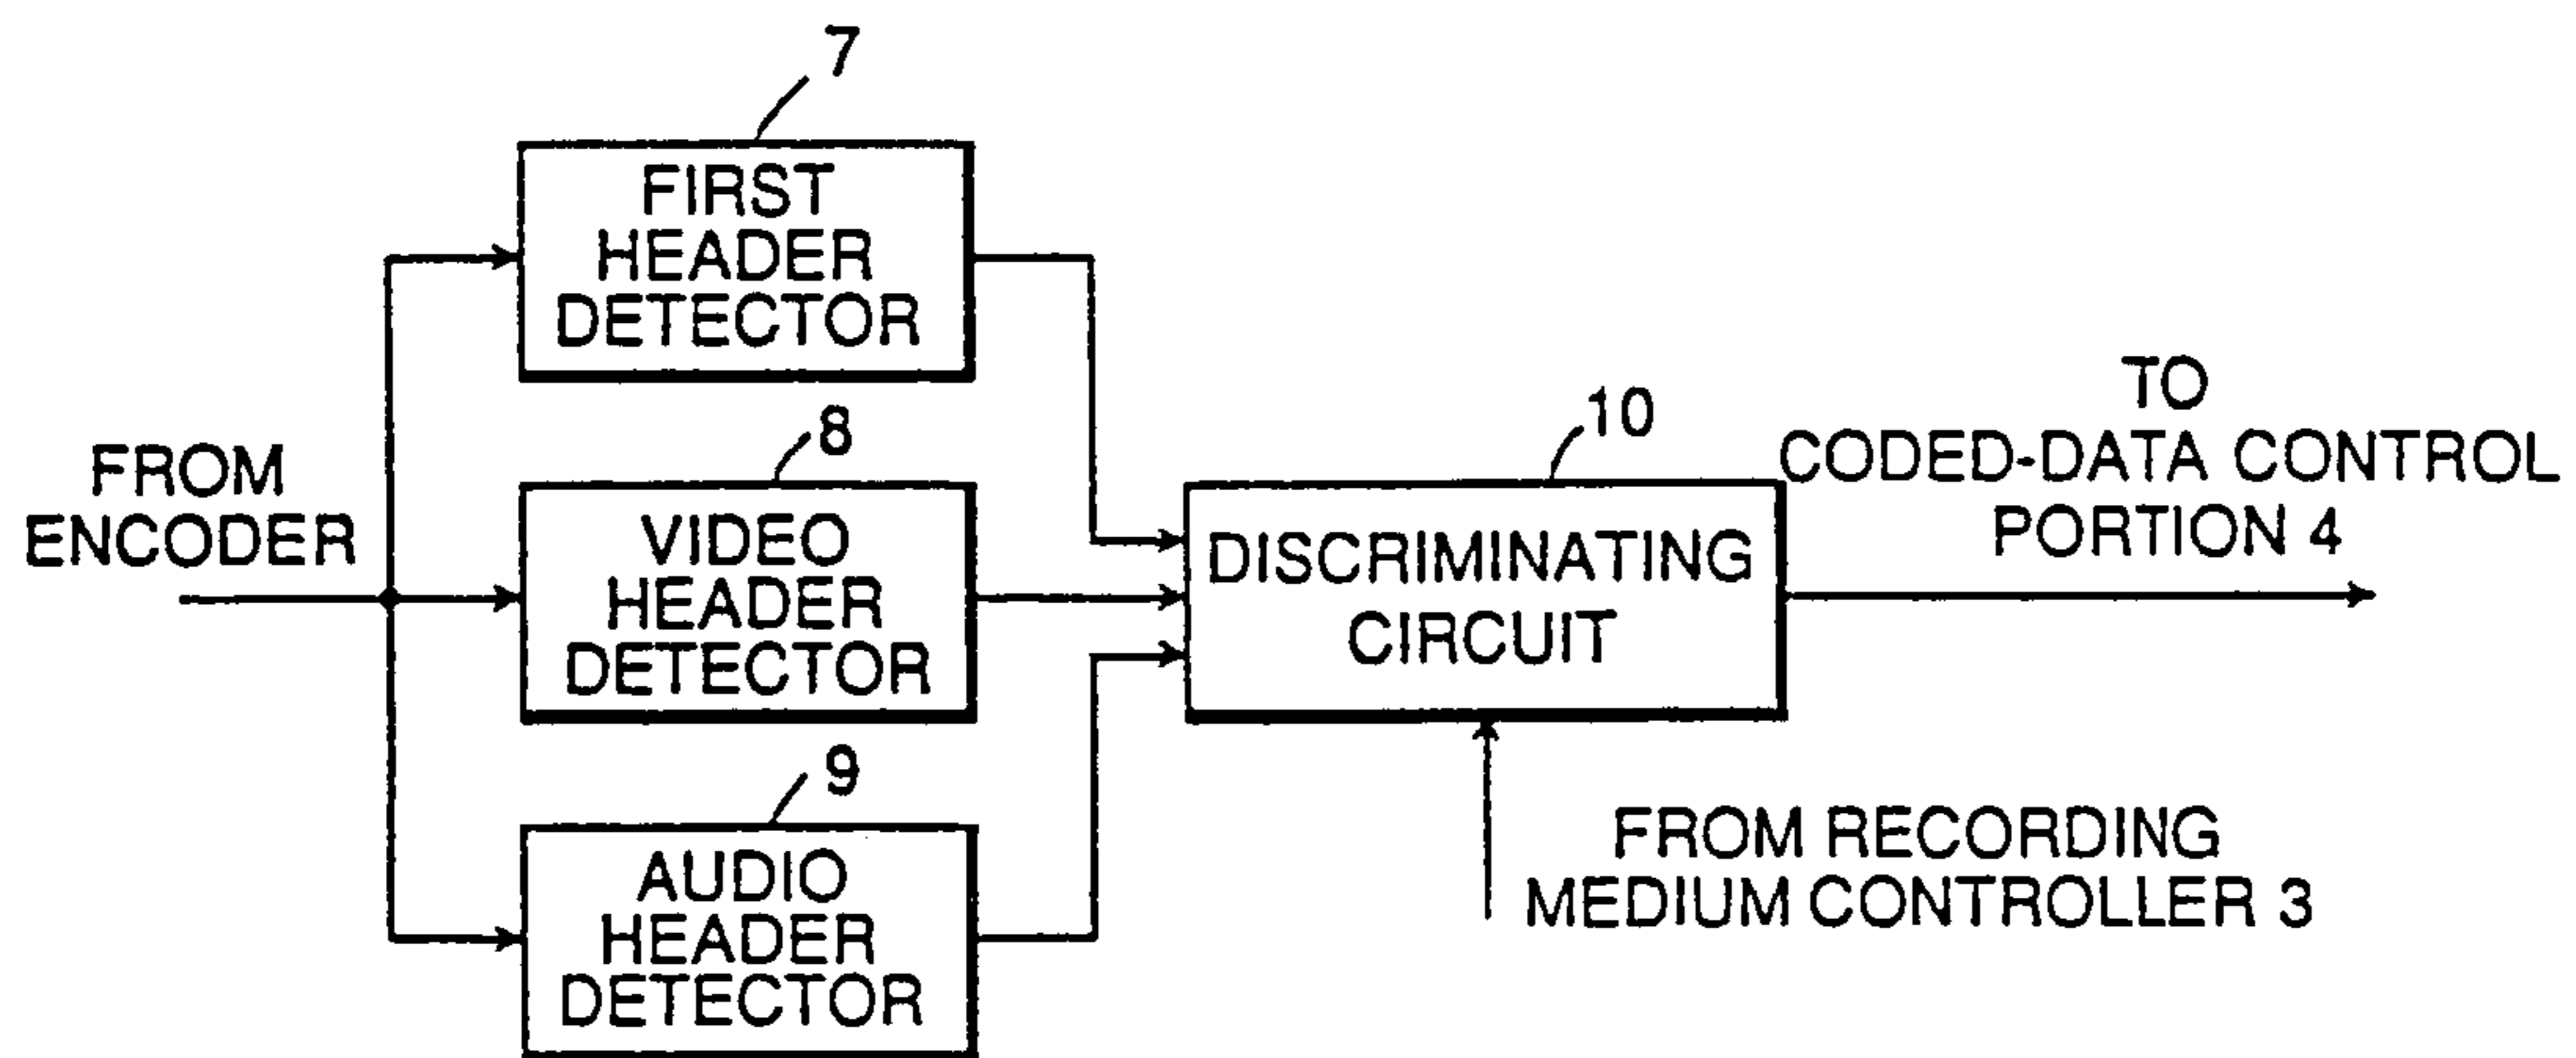 7
FIRST
HEADER
DETECTOR
FROM
ENCODER
8
VIDEO
HEADER
DETECTOR
9
AUDIO
HEADER
DETECTOR
10
DISCRIMINATING
CIRCUIT
TO
CODED-DATA CONTROL
PORTION 4
FROM RECORDING
MEDIUM CONTROLLER 3